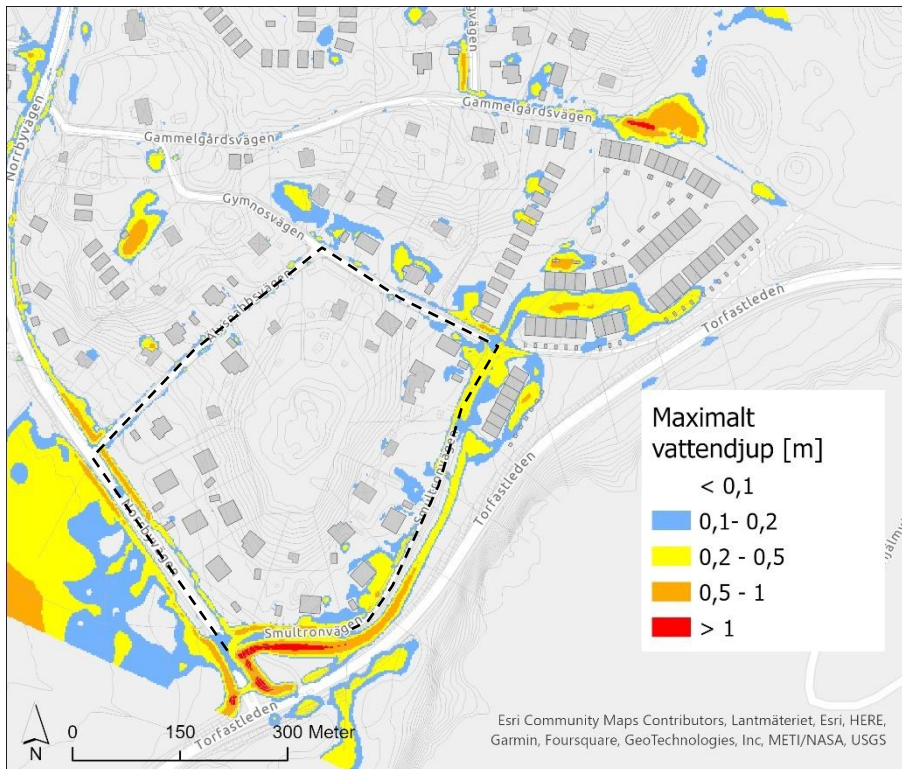 Norrbyvägen
Gammelgårdsvägen
Gammelgårdsvägen
Gymnosvägen
Torfastleden
Smultronvägen
Torfastleden
Norrbyvägen
Smultronvägen
Torfastleden
Maximalt
vattendjup [m]
< 0,1
0,1- 0,2
0,2 - 0,5
0,5 - 1
> 1
N
0 150 300 Meter
Esri Community Maps Contributors, Lantmäteriet, Esri, HERE,
Garmin, Foursquare, GeoTechnologies, Inc, METI/NASA, USGS